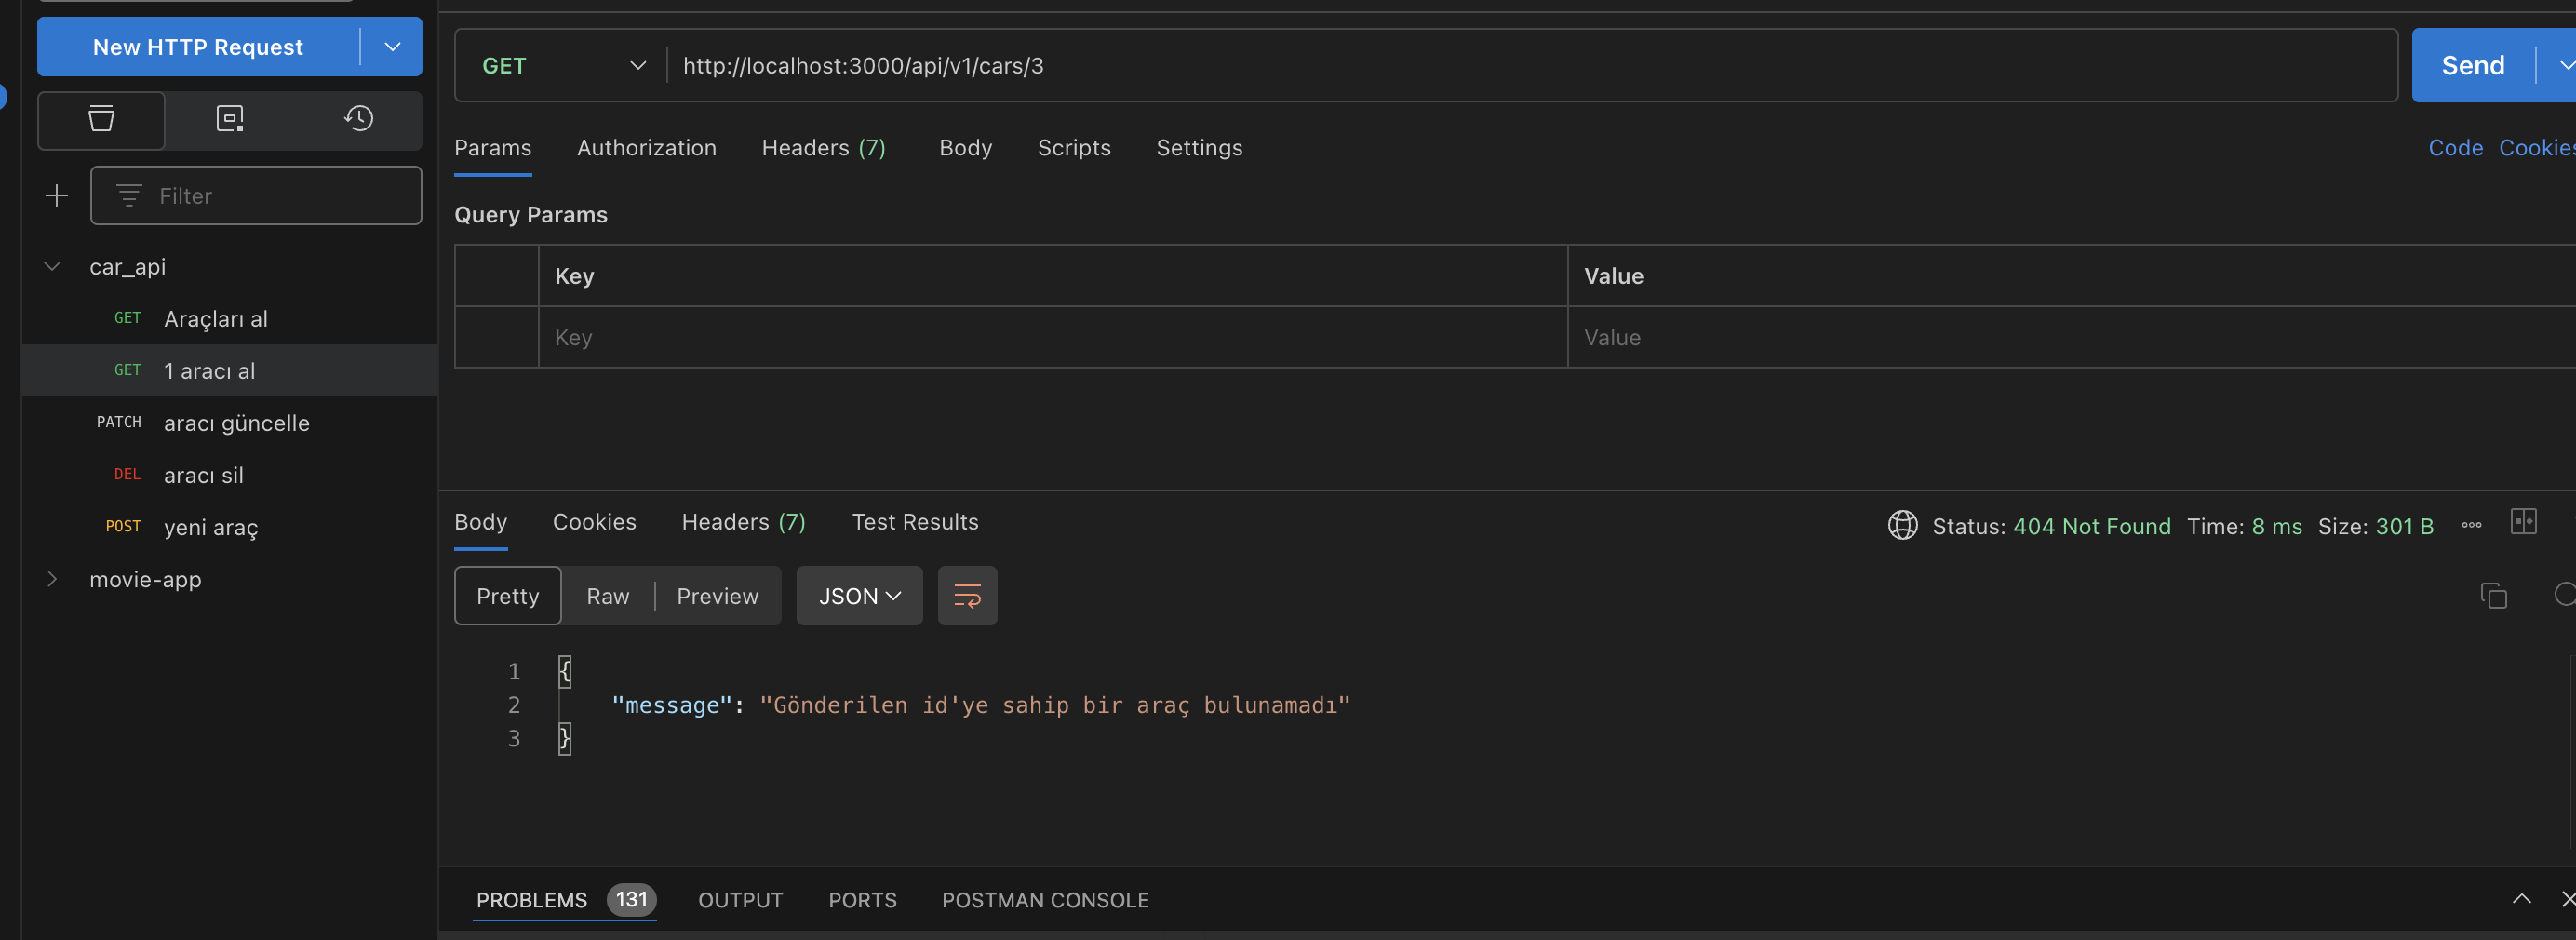 New HTTP Request
GET http://localhost:3000/api/v1/cars/3 Send
Params Authorization Headers (7) Body Scripts Settings Code Cookies
Filter
Query Params
Key Value
Key Value
car_api
GET Araçları al
GET 1 aracı al
PATCH aracı güncelle
DEL aracı sil
POST yeni araç
movie-app
Body Cookies Headers (7) Test Results Status: 404 Not Found Time: 8 ms Size: 301 B
Pretty Raw Preview JSON
1 {
2 "message": "Gönderilen id'ye sahip bir araç bulunamadı"
3 }
PROBLEMS 131 OUTPUT PORTS POSTMAN CONSOLE